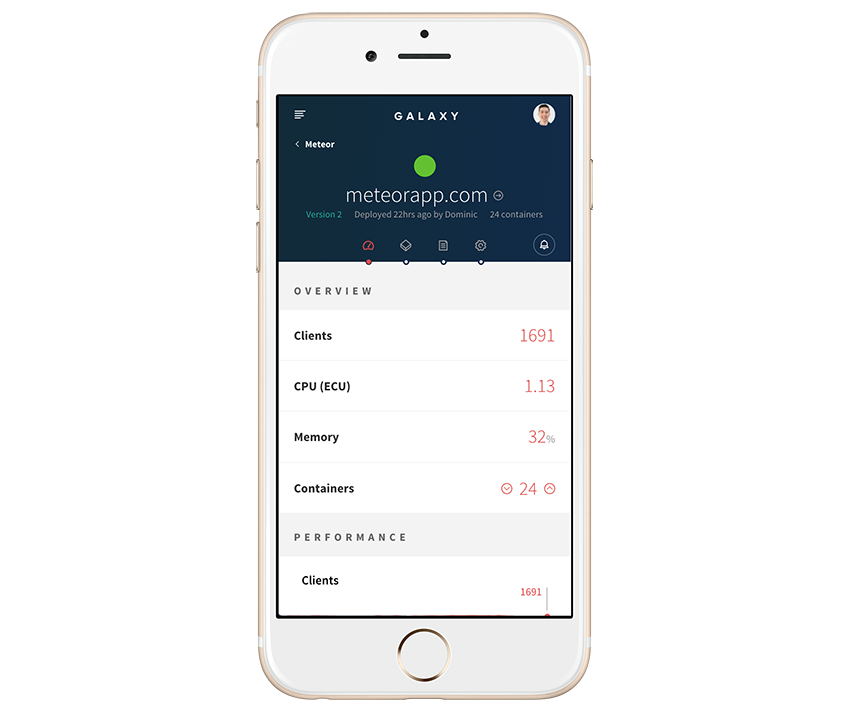 GALAXY
Meteor
meteorapp.com
Version 2 Deployed 22hrs ago by Dominic 24 containers
OVERVIEW
Clients 1691
CPU (ECU) 1.13
Memory 32%
Containers 24
PERFORMANCE
Clients
1691